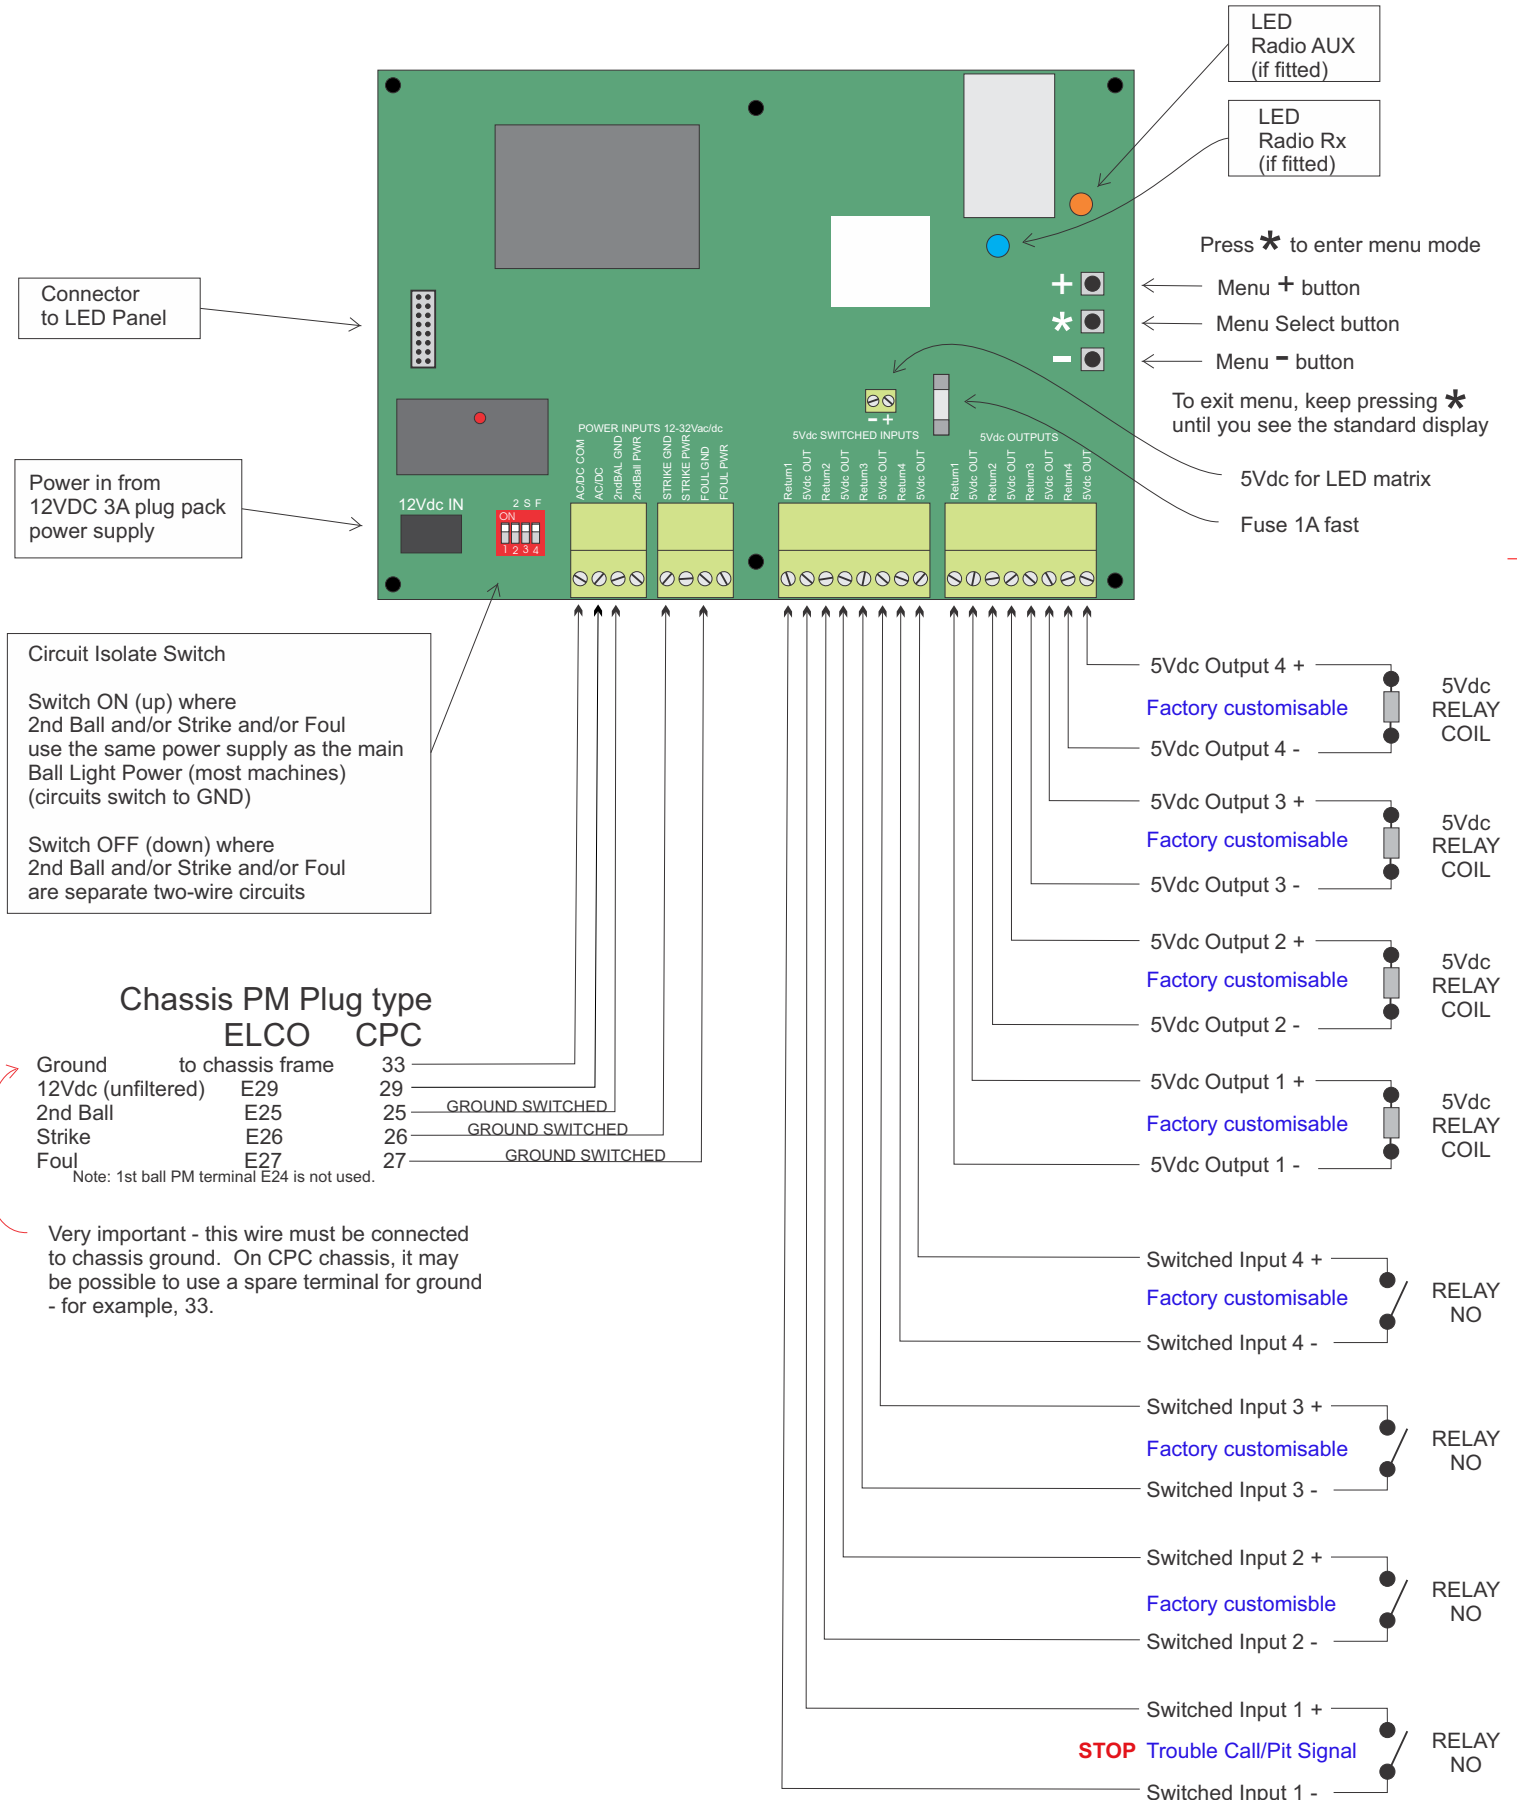 LED
Radio AUX
(if fitted)
LED
Radio Rx
(if fitted)
Press * to enter menu mode
+
Menu + button
*
Menu Select button
-
Menu - button
To exit menu, keep pressing *
until you see the standard display
5Vdc for LED matrix
Fuse 1A fast
Connector
to LED Panel
Power in from
12VDC 3A plug pack
power supply
12Vdc IN
2 S F
ON
1 2 3 4
POWER INPUTS 12-32Vac/dc
AC/DC COM
AC/DC
2ndBAL GND
2ndBall PWR
STRIKE GND
STRIKE PWR
FOUL GND
FOUL PWR
- +
5Vdc SWITCHED INPUTS
Return1
5Vdc OUT
Return2
5Vdc OUT
Return3
5Vdc OUT
Return4
5Vdc OUT
5Vdc OUTPUTS
Return1
5Vdc OUT
Return2
5Vdc OUT
Return3
5Vdc OUT
Return4
5Vdc OUT
Circuit Isolate Switch
Switch ON (up) where
2nd Ball and/or Strike and/or Foul
use the same power supply as the main
Ball Light Power (most machines)
(circuits switch to GND)
Switch OFF (down) where
2nd Ball and/or Strike and/or Foul
are separate two-wire circuits
Chassis PM Plug type
ELCO CPC
Ground to chassis frame 33
12Vdc (unfiltered) E29 29
2nd Ball E25 25 GROUND SWITCHED
Strike E26 26 GROUND SWITCHED
Foul E27 27 GROUND SWITCHED
Note: 1st ball PM terminal E24 is not used.
Very important - this wire must be connected
to chassis ground. On CPC chassis, it may
be possible to use a spare terminal for ground
- for example, 33.
5Vdc Output 4 +
Factory customisable
5Vdc Output 4 -
5Vdc
RELAY
COIL
5Vdc Output 3 +
Factory customisable
5Vdc Output 3 -
5Vdc
RELAY
COIL
5Vdc Output 2 +
Factory customisable
5Vdc Output 2 -
5Vdc
RELAY
COIL
5Vdc Output 1 +
Factory customisable
5Vdc Output 1 -
5Vdc
RELAY
COIL
Switched Input 4 +
Factory customisable
Switched Input 4 -
RELAY
NO
Switched Input 3 +
Factory customisable
Switched Input 3 -
RELAY
NO
Switched Input 2 +
Factory customisble
Switched Input 2 -
RELAY
NO
Switched Input 1 +
STOP Trouble Call/Pit Signal
Switched Input 1 -
RELAY
NO